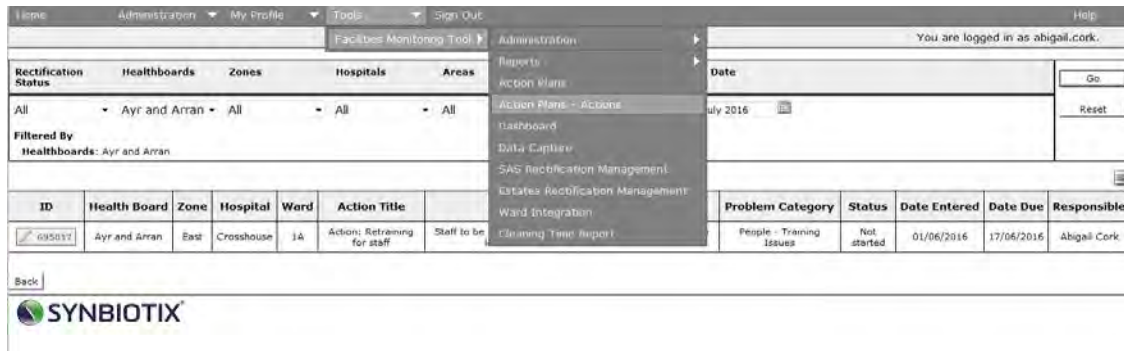 Home Administration My Profile Tools Sign Out Help
Facilities Monitoring Tool Administration You are logged in as abigail.cork.
Reports
Action Plans
Action Plans - Actions
Dashboard
Data Capture
SAS Rectification Management
Estates Rectification Management
Ward Integration
Cleaning Time Report
Rectification Status Healthboards Zones Hospitals Areas Date Go
All Ayr and Arran All All All July 2016 Reset
Filtered By
Healthboards: Ayr and Arran
ID Health Board Zone Hospital Ward Action Title Problem Category Status Date Entered Date Due Responsible
695017 Ayr and Arran East Crosshouse 1A Action: Retraining for staff Staff to be People - Training Issues Not started 01/06/2016 17/06/2016 Abigail Cork
Back
SYNBIOTIX